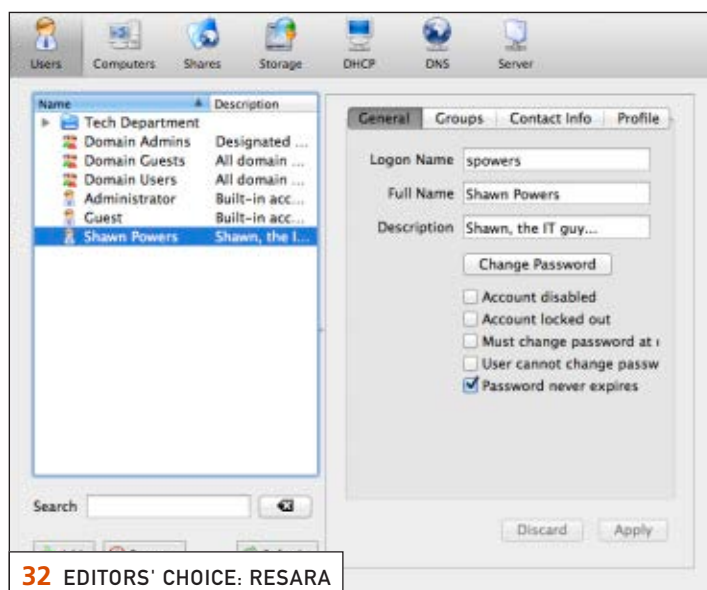 Users Computers Shares Storage DHCP DNS Server
Name Description
Tech Department
Domain Admins Designated ...
Domain Guests All domain ...
Domain Users All domain ...
Administrator Built-in acc...
Guest Built-in acc...
Shawn Powers Shawn, the I...
Search
General Groups Contact Info Profile
Logon Name spowers
Full Name Shawn Powers
Description Shawn, the IT guy...
Change Password
Account disabled
Account locked out
Must change password at
User cannot change passw
Password never expires
Discard Apply
32 EDITORS' CHOICE: RESARA